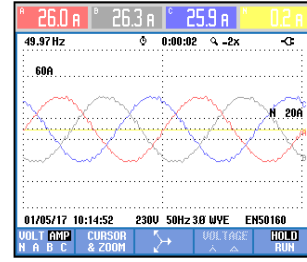 A 26.0 A B 26.3 A C 25.9 A 0.2 A
49.97 Hz 0:00:02 -2x
60A
N 20A
01/05/17 10:14:52 230V 50Hz 3Ø WYE EN50160
VOLT AMP CURSOR VOLTAGE HOLD
N A B C & ZOOM RUN